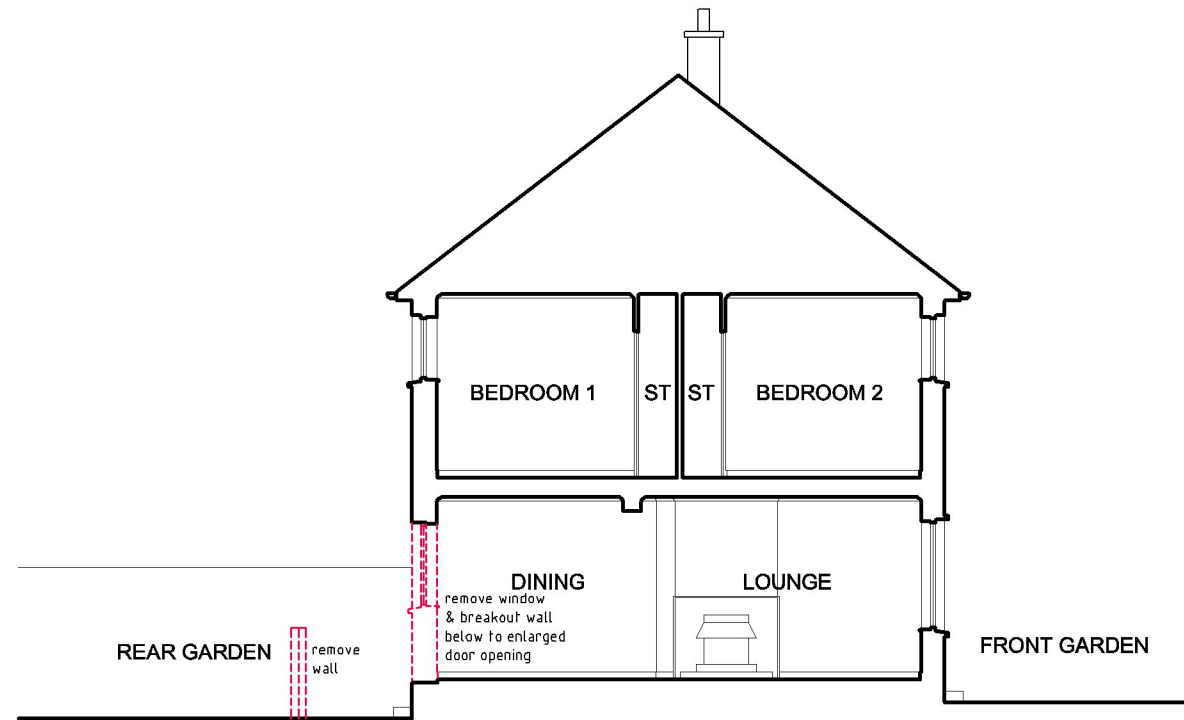 BEDROOM 1
ST
ST
BEDROOM 2
DINING
LOUNGE
remove window
& breakout wall
below to enlarged
door opening
REAR GARDEN
remove
wall
FRONT GARDEN